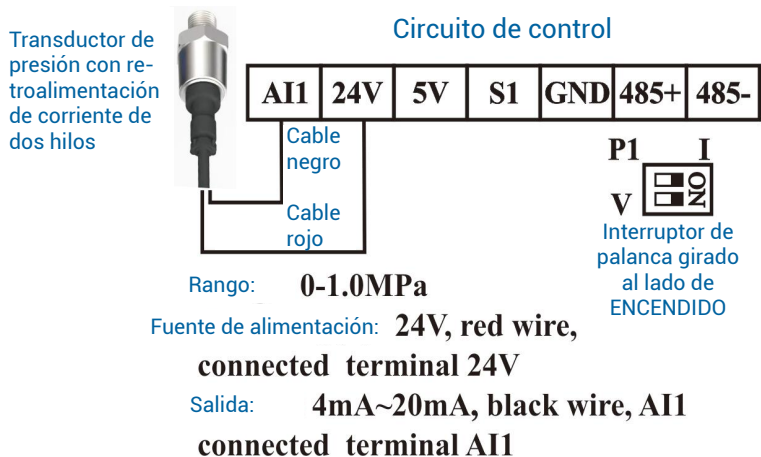 Circuito de control
Transductor de
presión con re-
troalimentación
de corriente de
dos hilos
AI1 24V 5V S1 GND 485+ 485-
Cable
negro
Cable
rojo
P1 I
V ON
Interruptor de
palanca girado
al lado de
ENCENDIDO
Rango: 0-1.0MPa
Fuente de alimentación: 24V, red wire,
connected terminal 24V
Salida: 4mA~20mA, black wire, AI1
connected terminal AI1